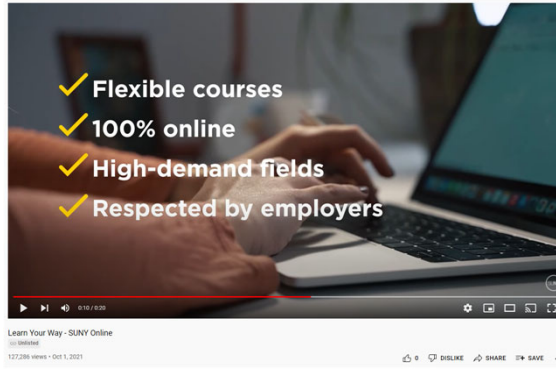 Flexible courses
100% online
High-demand fields
Respected by employers
0:10 / 0:20
Learn Your Way - SUNY Online
Unlisted
127,286 views • Oct 1, 2021
0 DISLIKE SHARE SAVE